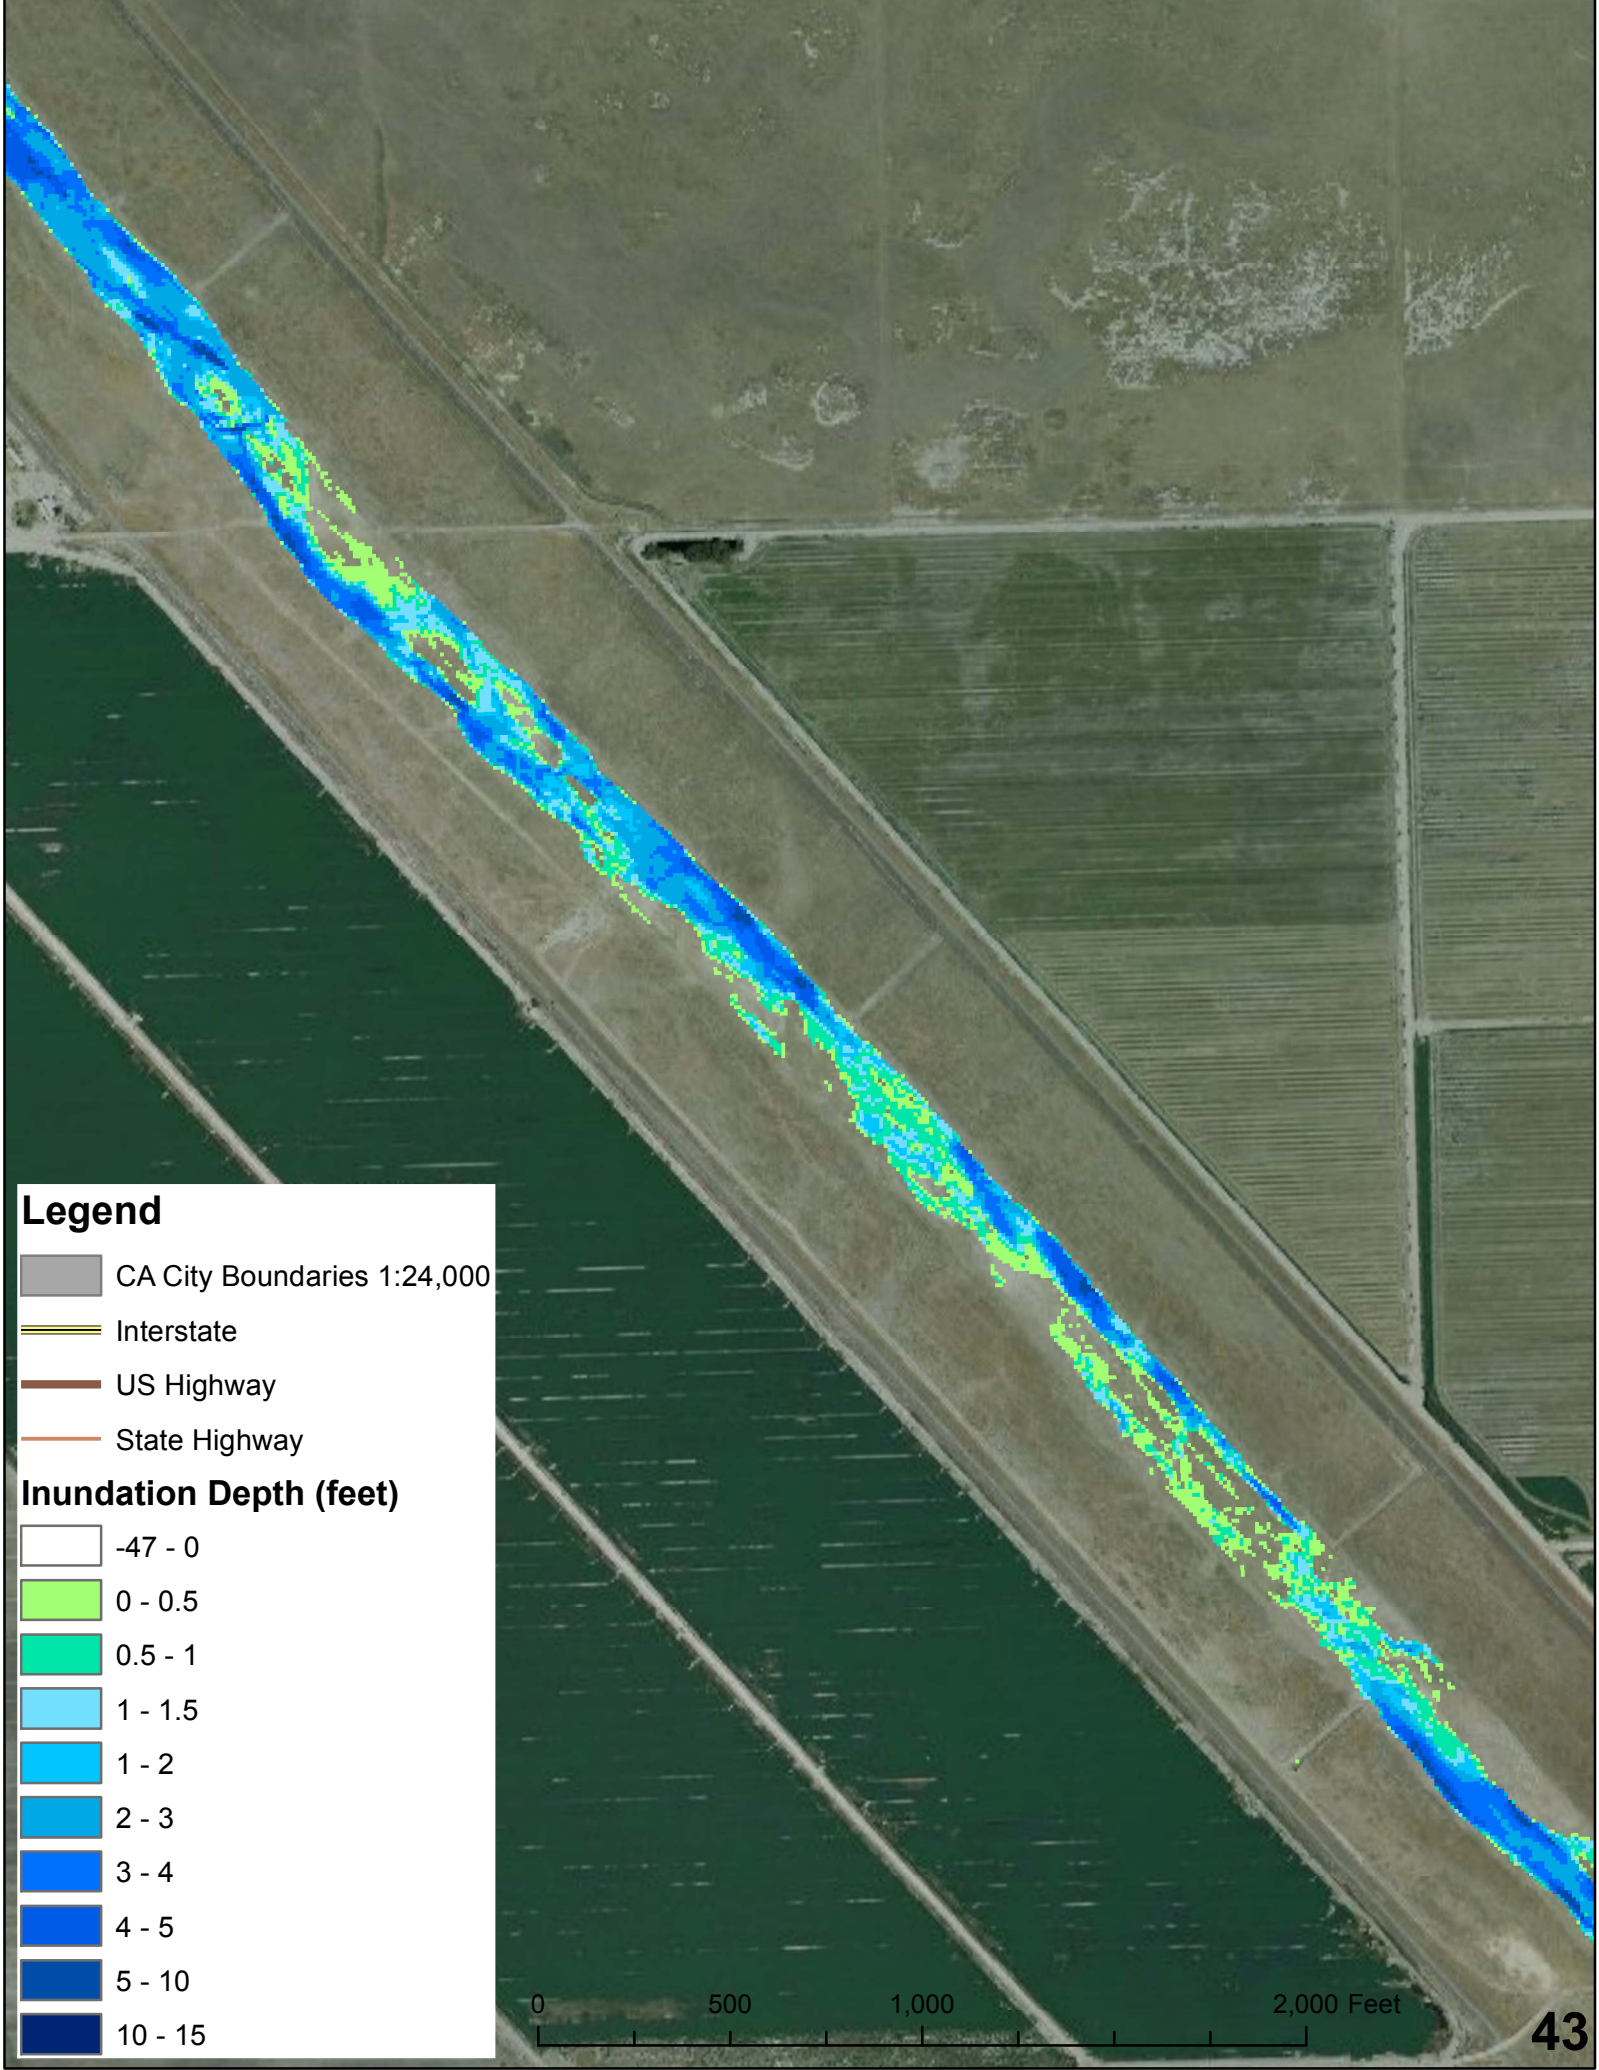 Legend
CA City Boundaries 1:24,000
Interstate
US Highway
State Highway
Inundation Depth (feet)
-47 - 0
0 - 0.5
0.5 - 1
1 - 1.5
1 - 2
2 - 3
3 - 4
4 - 5
5 - 10
10 - 15
0 500 1,000 2,000 Feet
43